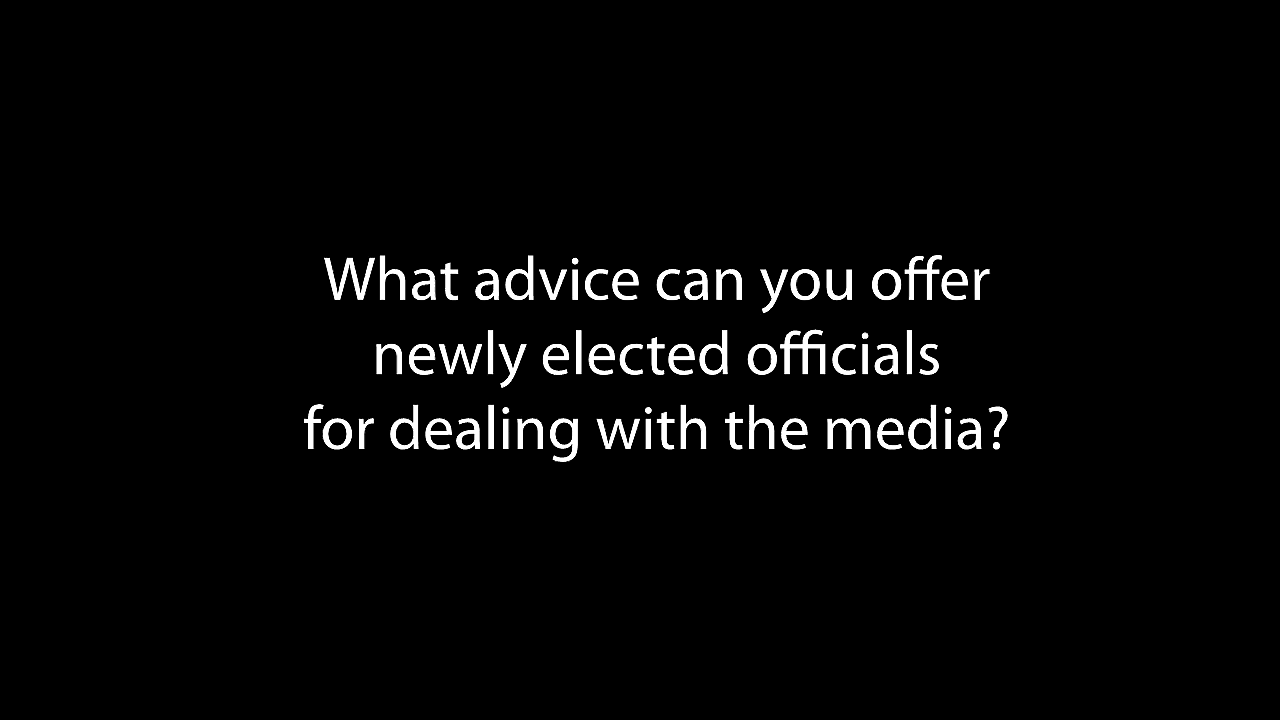 What advice can you offer
newly elected officials
for dealing with the media?